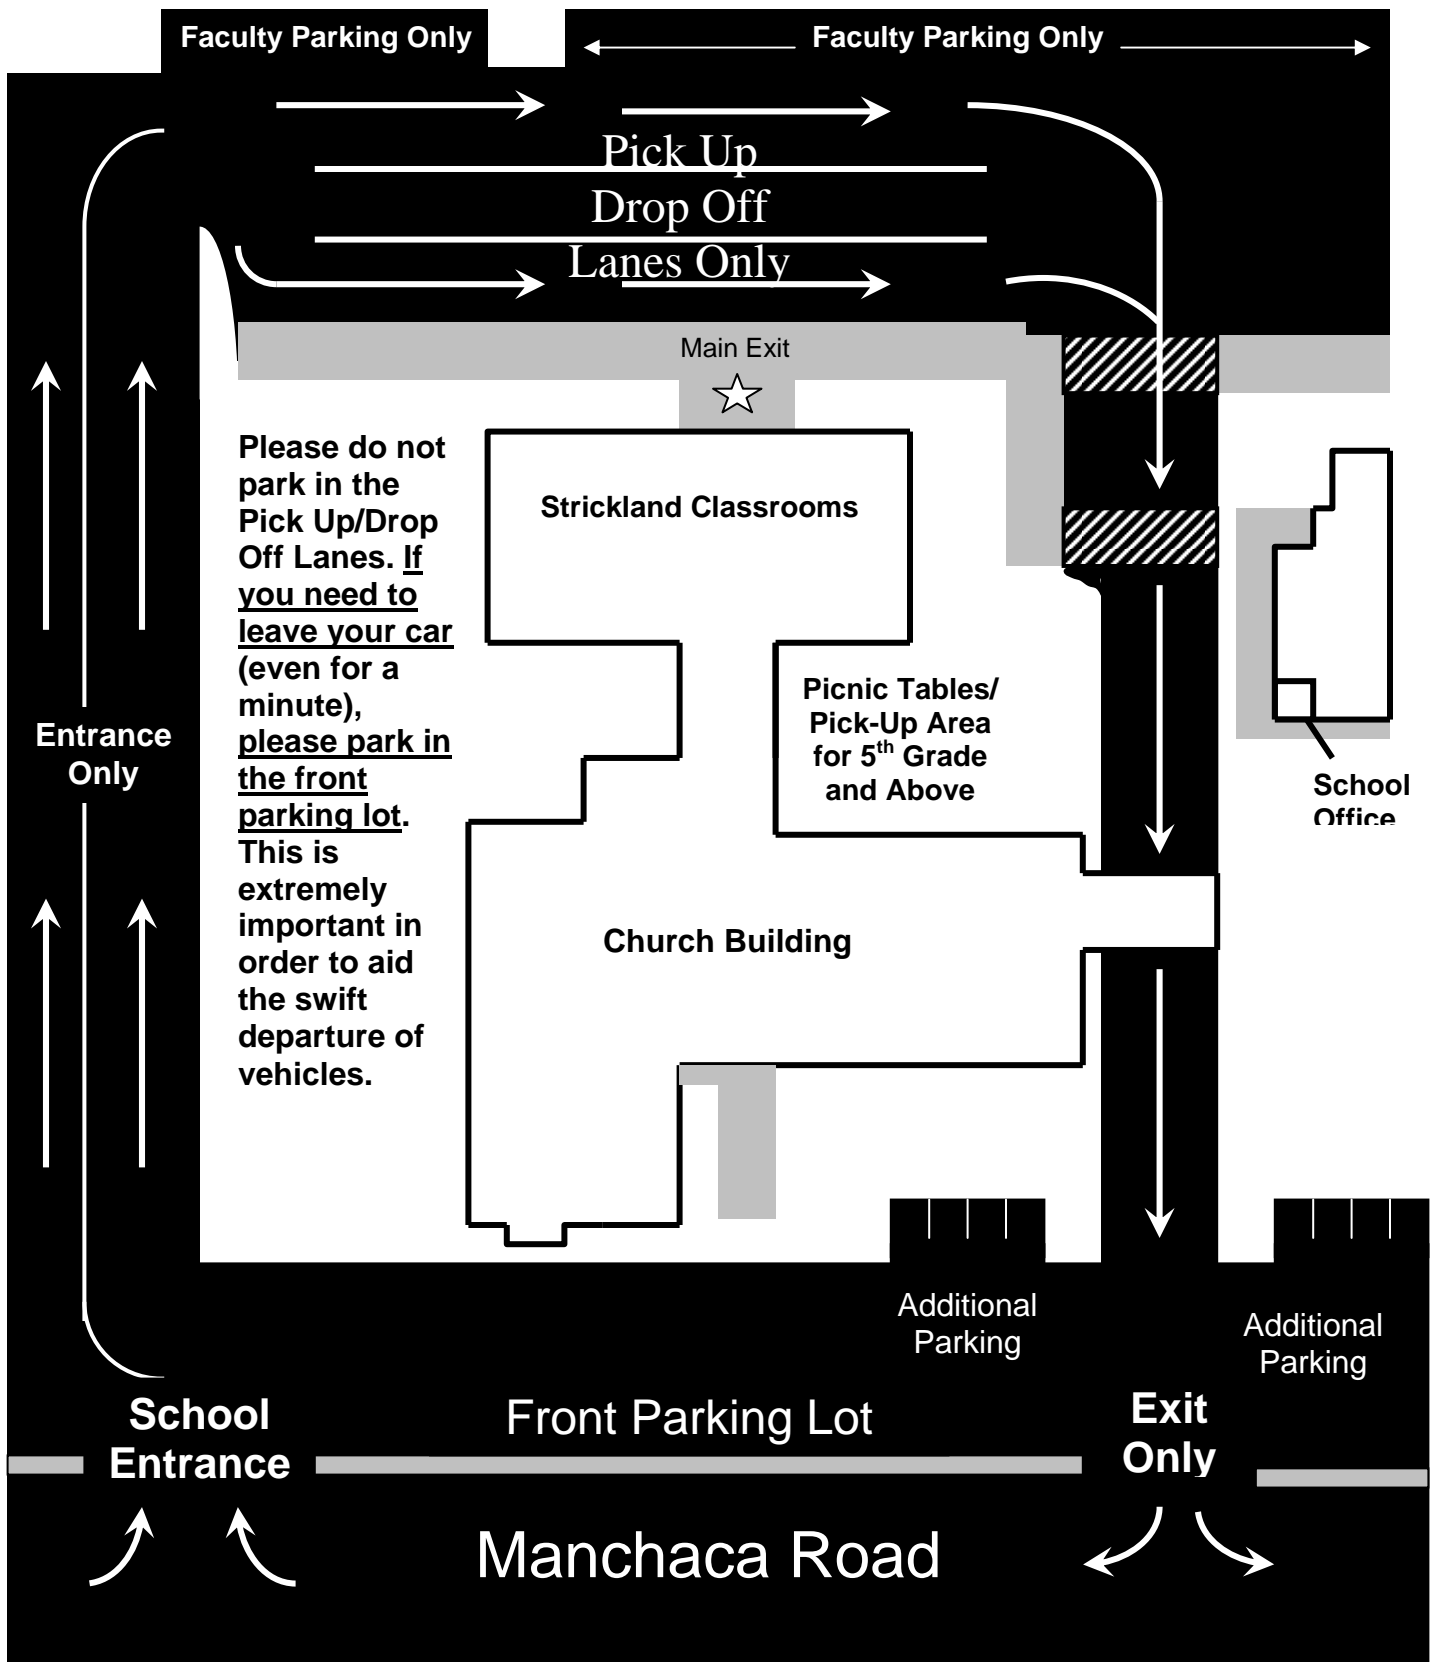 Faculty Parking Only
Faculty Parking Only
Pick Up
Drop Off
Lanes Only
Main Exit
Please do not
park in the
Pick Up/Drop
Off Lanes. If
you need to
leave your car
(even for a
minute),
please park in
the front
parking lot.
This is
extremely
important in
order to aid
the swift
departure of
vehicles.
Strickland Classrooms
Picnic Tables/
Pick-Up Area
for 5th Grade
and Above
Entrance
Only
School
Office
Church Building
Additional
Parking
Additional
Parking
School
Entrance
Front Parking Lot
Exit
Only
Manchaca Road